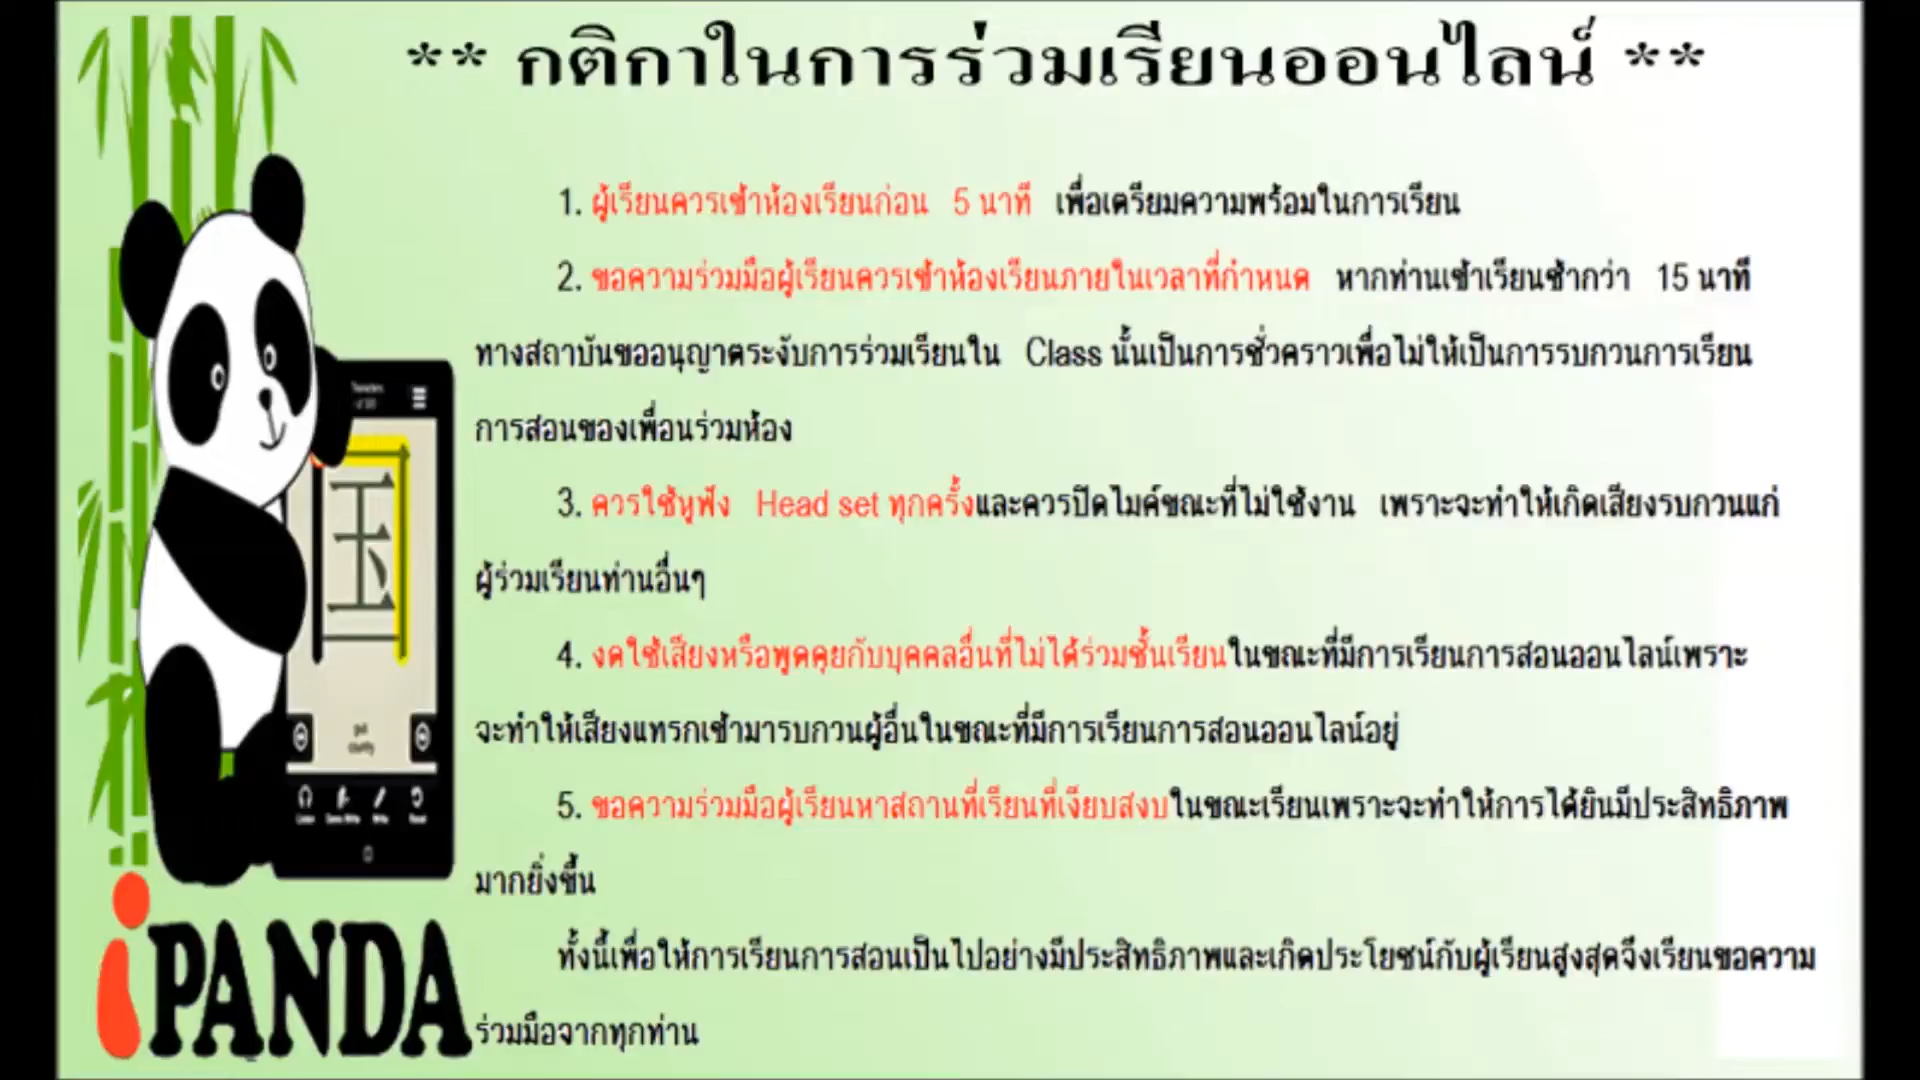 ** กติกาในการร่วมเรียนออนไลน์ **
1. ผู้เรียนควรเข้าห้องเรียนก่อน 5 นาที เพื่อเตรียมความพร้อมในการเรียน
2. ขอความร่วมมือผู้เรียนควรเข้าห้องเรียนภายในเวลาที่กำหนด หากท่านเข้าเรียนช้ากว่า 15 นาที
ทางสถาบันขออนุญาตระงับการร่วมเรียนใน Class นั้นเป็นการชั่วคราวเพื่อไม่ให้เป็นการรบกวนการเรียน
การสอนของเพื่อนร่วมห้อง
3. ควรใช้หูฟัง Head set ทุกครั้งและควรปิดไมค์ขณะที่ไม่ใช้งาน เพราะจะทำให้เกิดเสียงรบกวนแก่
ผู้ร่วมเรียนท่านอื่นๆ
4. งดใช้เสียงหรือพูดคุยกับบุคคลอื่นที่ไม่ได้ร่วมชั้นเรียนในขณะที่มีการเรียนการสอนออนไลน์เพราะ
จะทำให้เสียงแทรกเข้ามารบกวนผู้อื่นในขณะที่มีการเรียนการสอนออนไลน์อยู่
5. ขอความร่วมมือผู้เรียนหาสถานที่เรียนที่เงียบสงบในขณะเรียนเพราะจะทำให้การได้ยินมีประสิทธิภาพ
มากยิ่งขึ้น
ทั้งนี้เพื่อให้การเรียนการสอนเป็นไปอย่างมีประสิทธิภาพและเกิดประโยชน์กับผู้เรียนสูงสุดจึงเรียนขอความ
ร่วมมือจากทุกท่าน
国
iPANDA